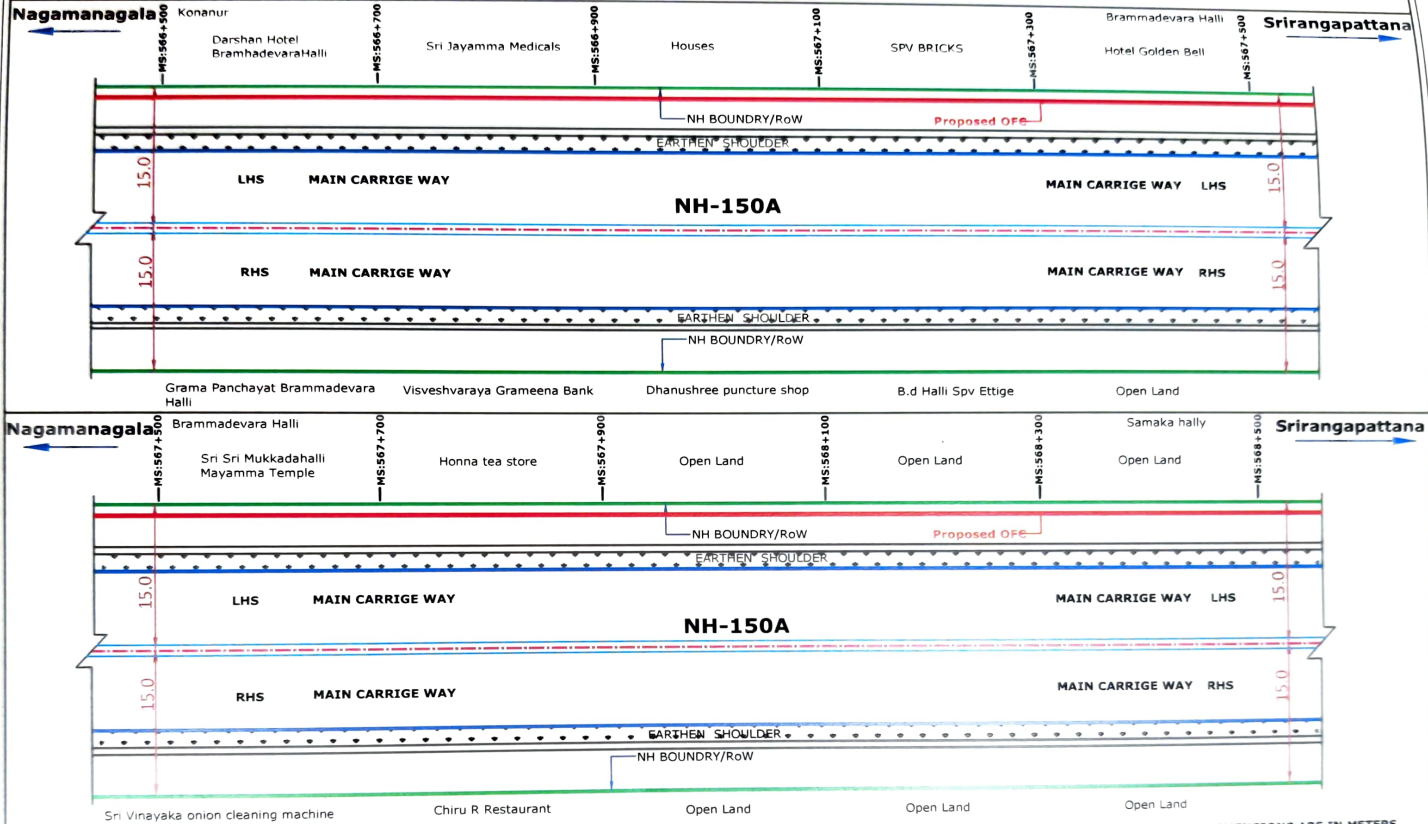 Nagamanagala Konanur Brammadevara Halli Srirangapattana
MS:566+500 MS:566+700 MS:566+900 MS:567+100 MS:567+300 MS:567+500
Darshan Hotel
BramhadevaraHalli
Sri Jayamma Medicals Houses SPV BRICKS Hotel Golden Bell
NH BOUNDRY/RoW Proposed OFC
EARTHEN SHOULDER
15.0 15.0
LHS MAIN CARRIGE WAY MAIN CARRIGE WAY LHS
NH-150A
15.0 15.0
RHS MAIN CARRIGE WAY MAIN CARRIGE WAY RHS
EARTHEN SHOULDER
NH BOUNDRY/RoW
Grama Panchayat Brammadevara
Halli
Visveshvaraya Grameena Bank Dhanushree puncture shop B.d Halli Spv Ettige Open Land
Nagamanagala Brammadevara Halli Samaka hally Srirangapattana
MS:567+500 MS:567+700 MS:567+900 MS:568+100 MS:568+300 MS:568+500
Sri Sri Mukkadahalli
Mayamma Temple
Honna tea store Open Land Open Land Open Land
NH BOUNDRY/RoW Proposed OFC
EARTHEN SHOULDER
15.0 15.0
LHS MAIN CARRIGE WAY MAIN CARRIGE WAY LHS
NH-150A
15.0 15.0
RHS MAIN CARRIGE WAY MAIN CARRIGE WAY RHS
EARTHEN SHOULDER
NH BOUNDRY/RoW
Sri Vinayaka onion cleaning machine Chiru R Restaurant Open Land Open Land Open Land
ARE IN METERS